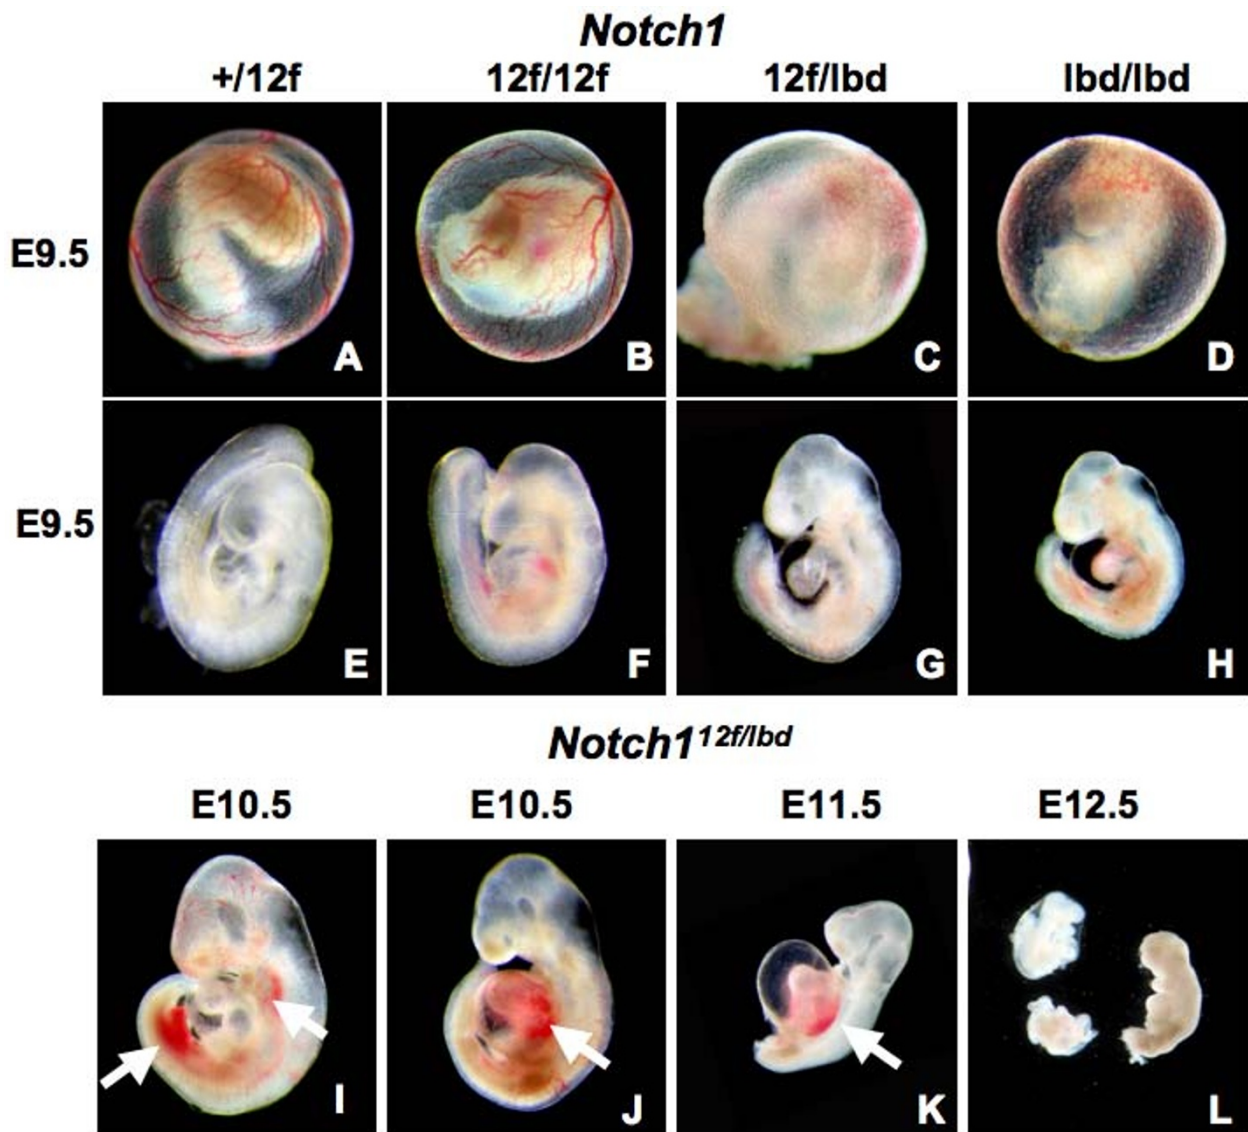 Notch1
+/12f 12f/12f 12f/lbd lbd/lbd
E9.5
A B C D
E9.5
E F G H
Notch1 12f/lbd
E10.5 E10.5 E11.5 E12.5
I J K L